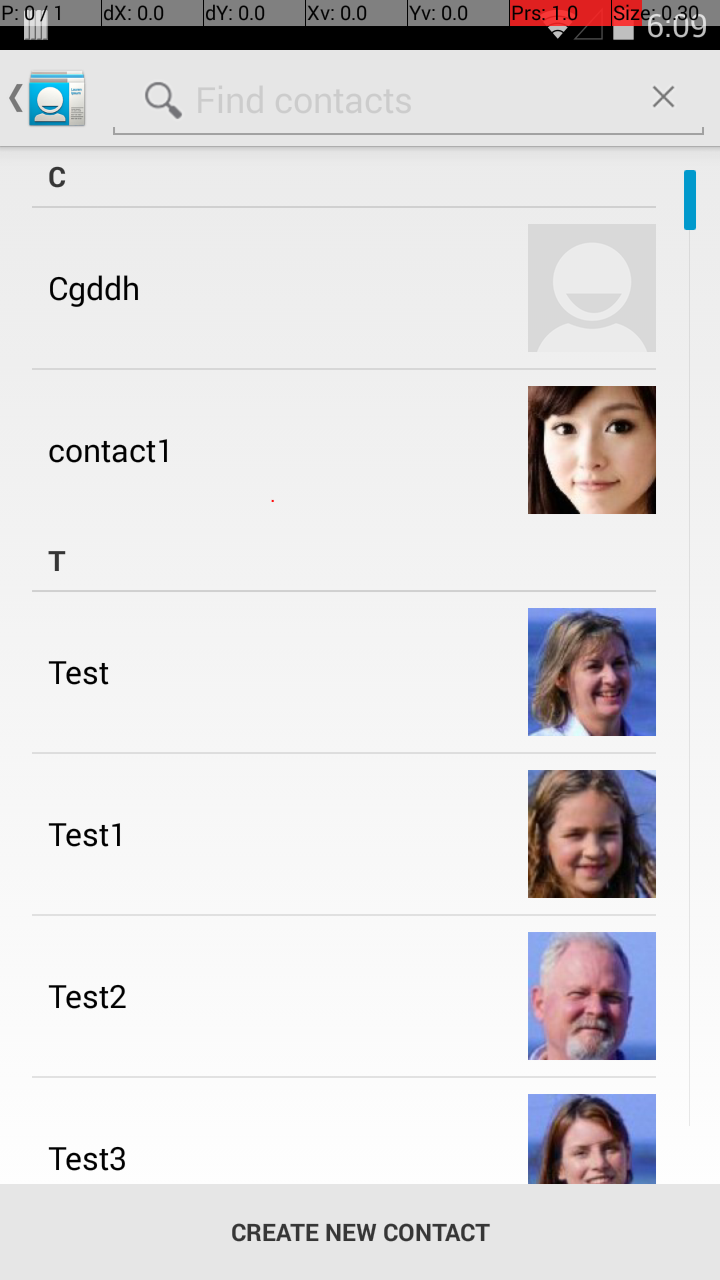 P: 0 / 1 dX: 0.0 dY: 0.0 Xv: 0.0 Yv: 0.0 Prs: 1.0 Size: 0.30
6:09
Find contacts
C
Cgddh
contact1
T
Test
Test1
Test2
Test3
CREATE NEW CONTACT